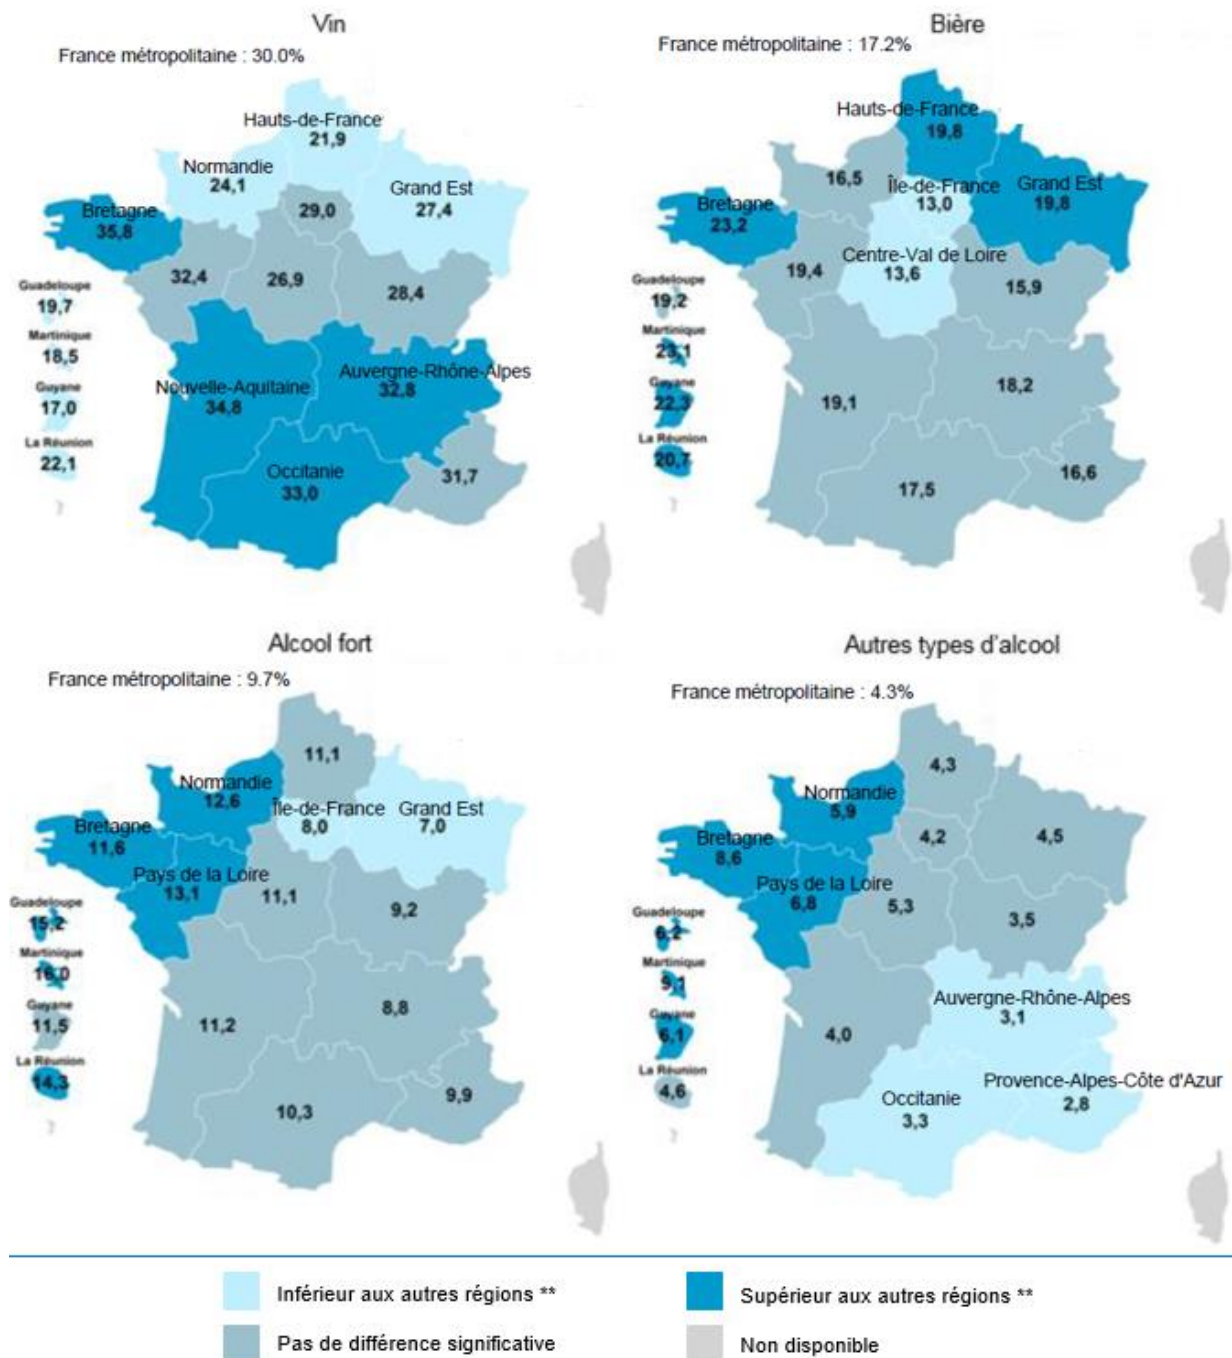 Vin
France métropolitaine : 30.0%
Hauts-de-France
21,9
Normandie
24,1
Grand Est
27,4
29,0
Bretagne
35,8
32,4
26,9
28,4
Guadeloupe
19,7
Martinique
18,5
Guyane
17,0
La Réunion
22,1
?
Nouvelle-Aquitaine
34,8
Auvergne-Rhône-Alpes
32,8
Occitanie
33,0
31,7
Bière
France métropolitaine : 17.2%
Hauts-de-France
19,8
16,5
Île-de-France
13,0
Grand Est
19,8
Bretagne
23,2
19,4
Centre-Val de Loire
13,6
15,9
Guadeloupe
19,2
Martinique
23,1
Guyane
22,3
La Réunion
20,7
?
19,1
18,2
17,5
16,6
Alcool fort
France métropolitaine : 9.7%
11,1
Normandie
12,6
Île-de-France
8,0
Grand Est
7,0
Bretagne
11,6
Pays de la Loire
13,1
11,1
9,2
Guadeloupe
15,2
Martinique
16,0
Guyane
11,5
La Réunion
14,3
?
11,2
8,8
10,3
9,9
Autres types d'alcool
France métropolitaine : 4.3%
4,3
Normandie
5,9
4,2
4,5
Bretagne
8,6
Pays de la Loire
6,8
5,3
3,5
Guadeloupe
6,2
Martinique
9,1
Guyane
6,1
La Réunion
4,6
?
4,0
Auvergne-Rhône-Alpes
3,1
Occitanie
3,3
Provence-Alpes-Côte d'Azur
2,8
Inférieur aux autres régions **
Supérieur aux autres régions **
Pas de différence significative
Non disponible